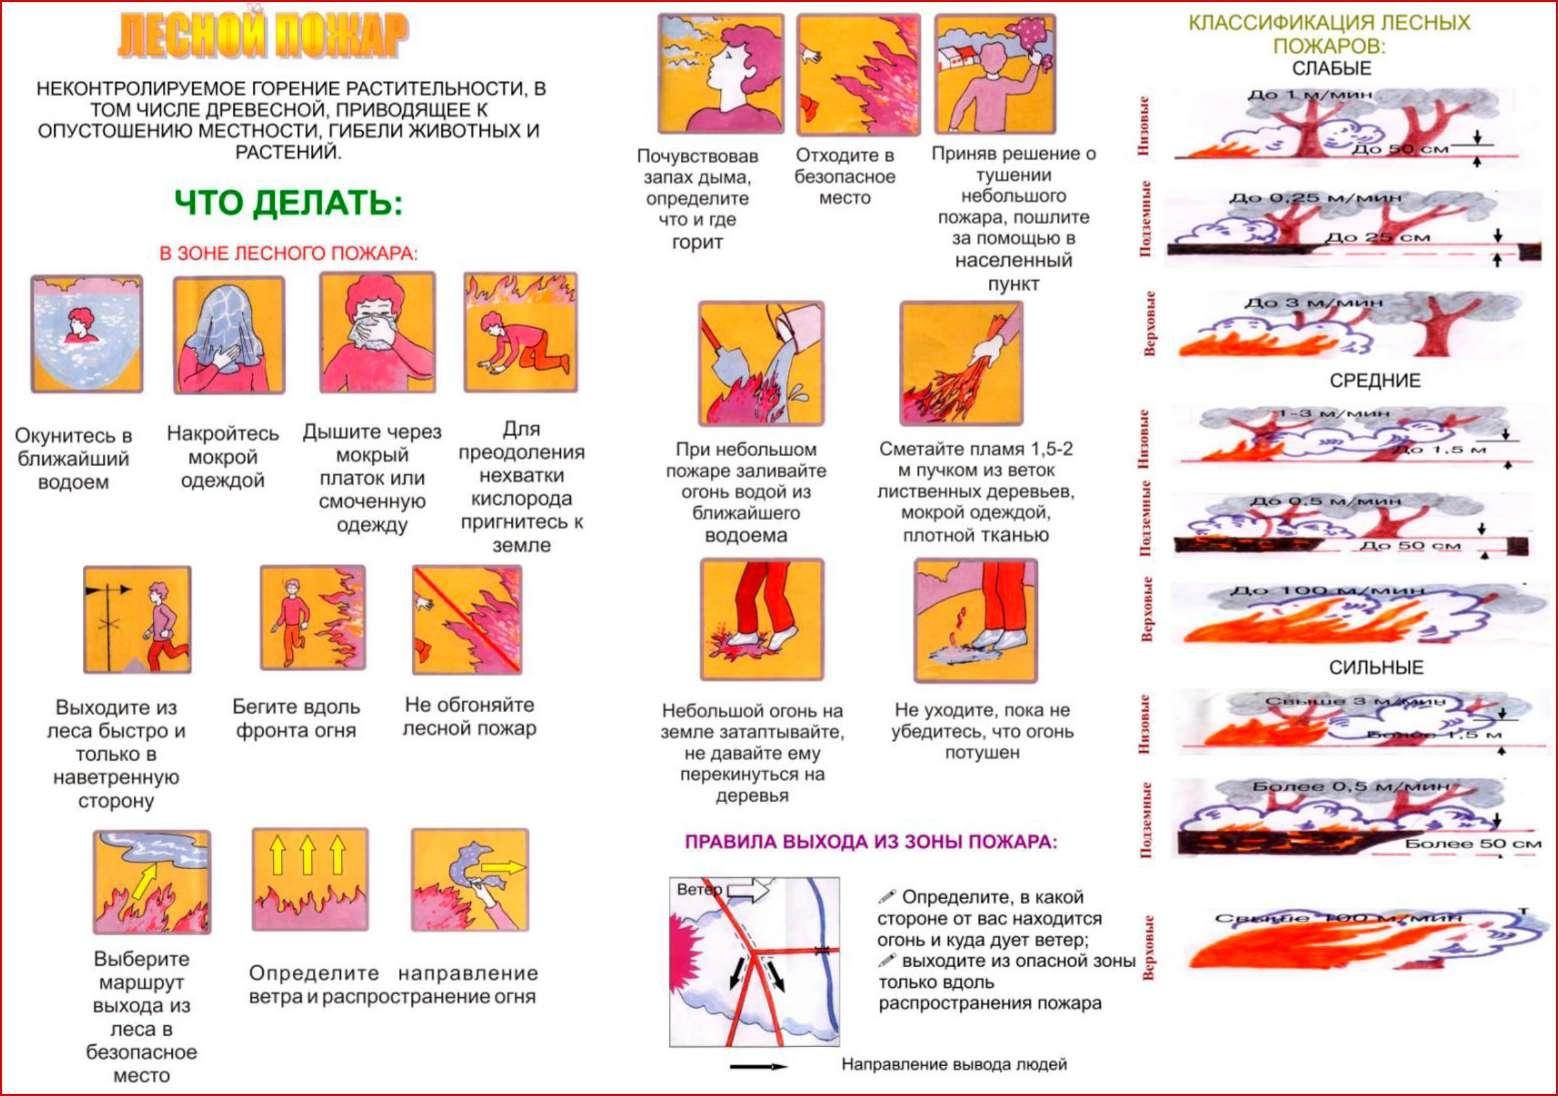 ЛЕСНОЙ ПОЖАР
НЕКОНТРОЛИРУЕМОЕ ГОРЕНИЕ РАСТИТЕЛЬНОСТИ, В
ТОМ ЧИСЛЕ ДРЕВЕСНОЙ, ПРИВОДЯЩЕЕ К
ОПУСТОШЕНИЮ МЕСТНОСТИ, ГИБЕЛИ ЖИВОТНЫХ И
РАСТЕНИЙ.
ЧТО ДЕЛАТЬ:
В ЗОНЕ ЛЕСНОГО ПОЖАРА:
Окунитесь в
ближайший
водоем
Накройтесь
мокрой
одеждой
Дышите через
мокрый
платок или
смоченную
одежду
Для
преодоления
нехватки
кислорода
пригнитесь к
земле
Выходите из
леса быстро и
только в
наветренную
сторону
Бегите вдоль
фронта огня
Не обгоняйте
лесной пожар
Выберите
маршрут
выхода из
леса в
безопасное
место
Определите направление
ветра и распространение огня
Почувствовав
запах дыма,
определите
что и где
горит
Отходите в
безопасное
место
Приняв решение о
тушении
небольшого
пожара, пошлите
за помощью в
населенный
пункт
При небольшом
пожаре заливайте
огонь водой из
ближайшего
водоема
Сметайте пламя 1,5-2
м пучком из веток
лиственных деревьев,
мокрой одеждой,
плотной тканью
Небольшой огонь на
земле затаптывайте,
не давайте ему
перекинуться на
деревья
Не уходите, пока не
убедитесь, что огонь
потушен
ПРАВИЛА ВЫХОДА ИЗ ЗОНЫ ПОЖАРА:
Ветер
Определите, в какой
стороне от вас находится
огонь и куда дует ветер;
выходите из опасной зоны
только вдоль
распространения пожара
Направление вывода людей
КЛАССИФИКАЦИЯ ЛЕСНЫХ
ПОЖАРОВ:
СЛАБЫЕ
Низовые
До 1 м/мин
До 50 см
Подземные
До 0,25 м/мин
До 25 см
Верховые
До 3 м/мин
СРЕДНИЕ
Низовые
1-3 м/мин
До 1,5 м
Подземные
До 0,5 м/мин
До 50 см
Верховые
До 100 м/мин
СИЛЬНЫЕ
Низовые
Свыше 3 м/мин
Более 1,5 м
Подземные
Более 0,5 м/мин
Более 50 см
Верховые
Свыше 100 м/мин
т